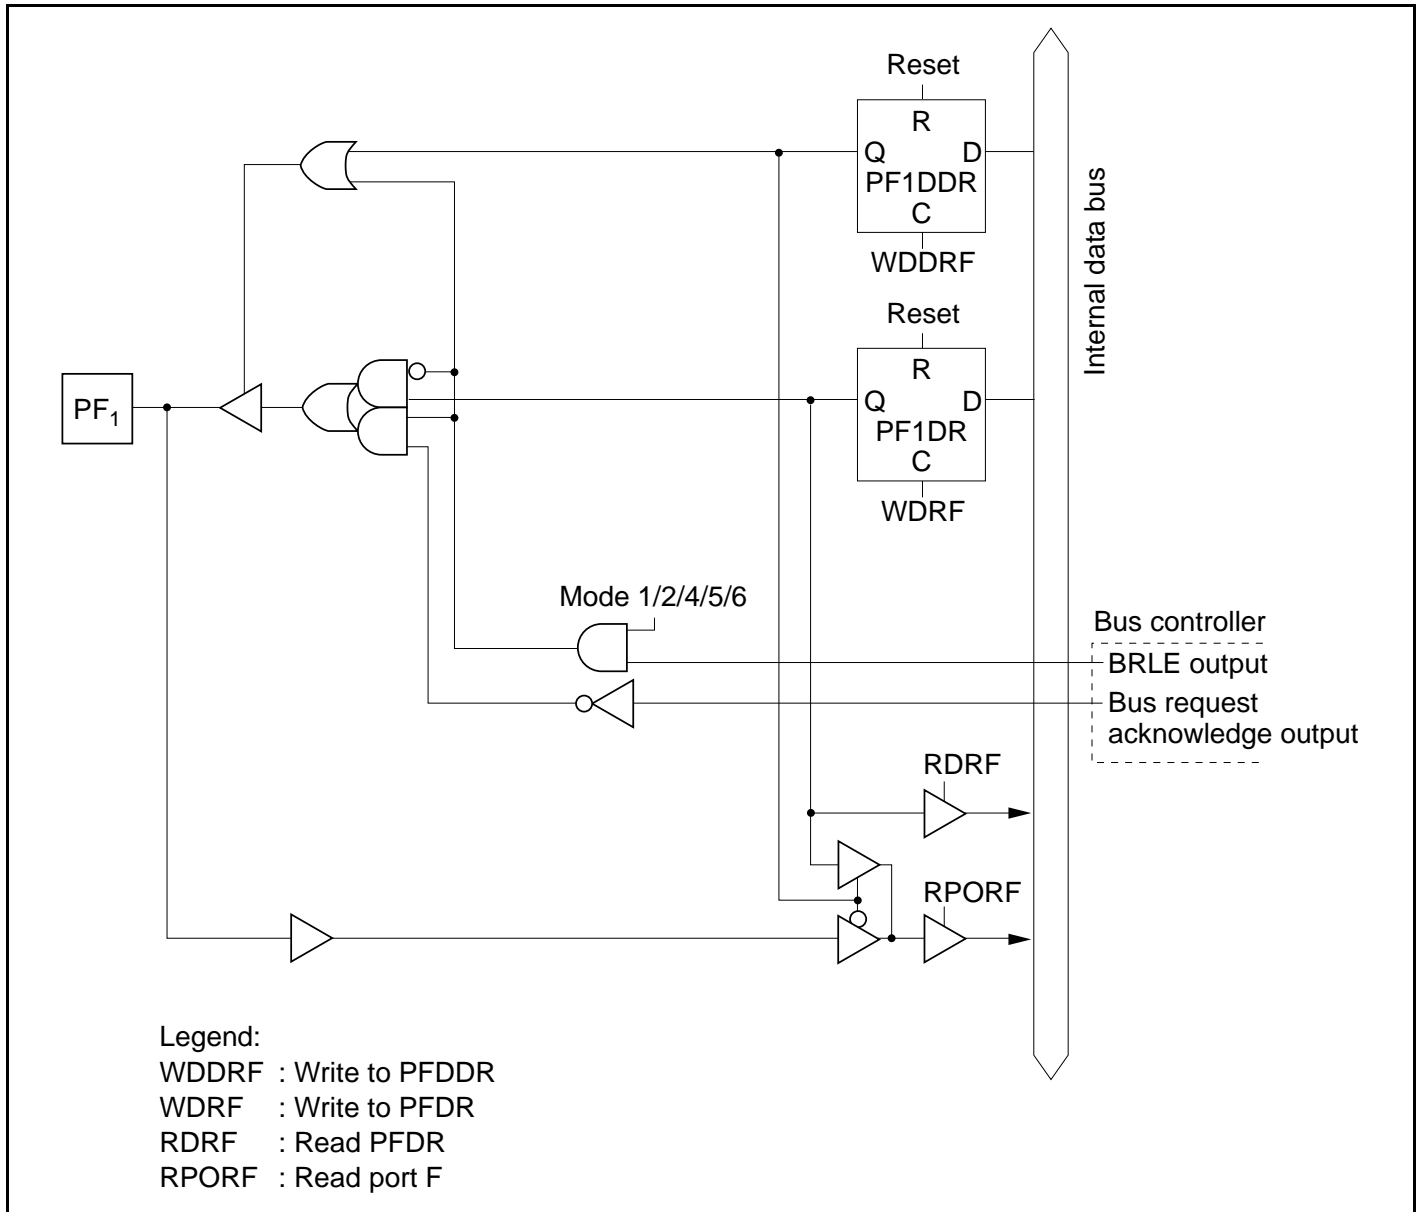 Reset
R
Q D
PF1DDR
C
WDDRF
Internal data bus
Reset
R
Q D
PF1DR
C
WDRF
PF1
Mode 1/2/4/5/6
Bus controller
BRLE output
Bus request
acknowledge output
RDRF
RPORF
Legend:
WDDRF : Write to PFDDR
WDRF : Write to PFDR
RDRF : Read PFDR
RPORF : Read port F